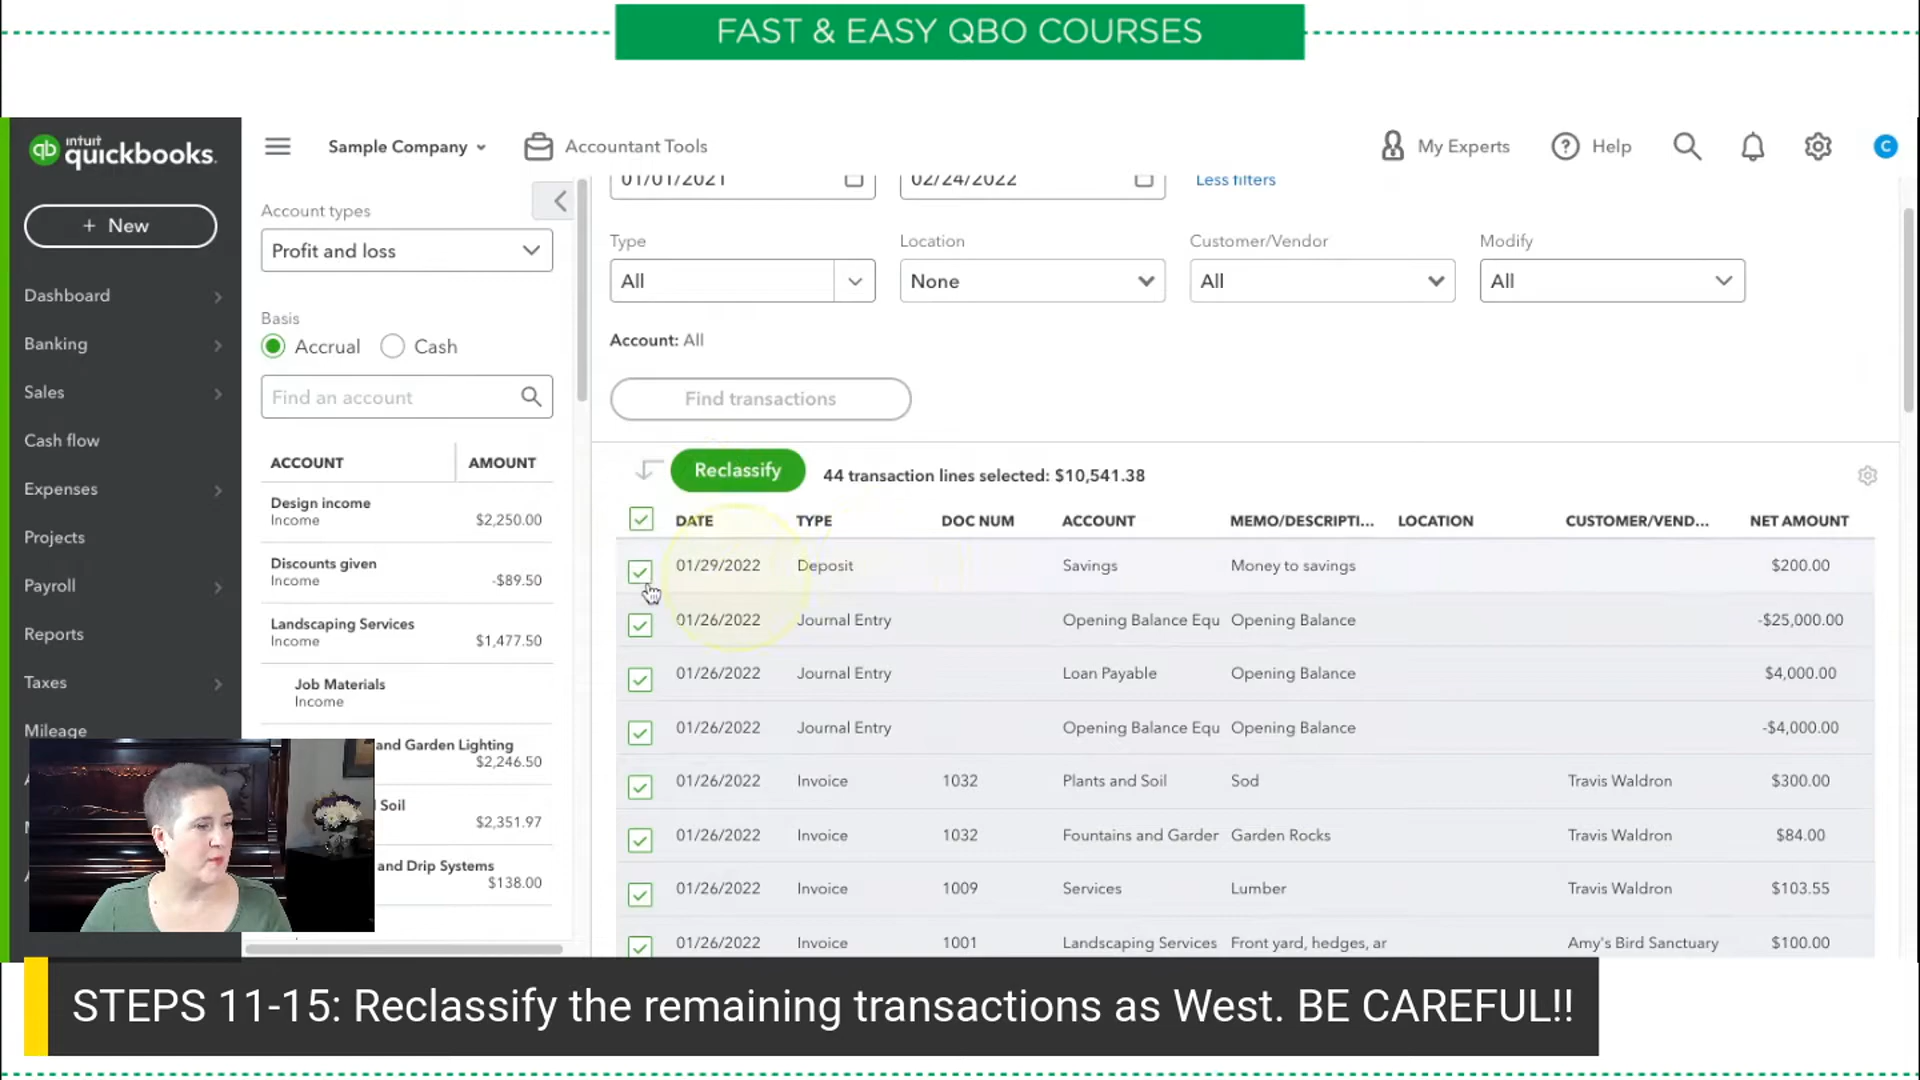 FAST & EASY QBO COURSES
intuit
quickbooks.
Sample Company
Accountant Tools
My Experts
Help
C
+ New
Dashboard
Banking
Sales
Cash flow
Expenses
Projects
Payroll
Reports
Taxes
Mileage
Account types
Profit and loss
Basis
Accrual
Cash
Find an account
ACCOUNT AMOUNT
Design income
Income $2,250.00
Discounts given
Income -$89.50
Landscaping Services
Income $1,477.50
Job Materials
Income
and Garden Lighting
$2,246.50
Soil
$2,351.97
and Drip Systems
$138.00
01/01/2021 02/24/2022 Less filters
Type Location Customer/Vendor Modify
All None All All
Account: All
Find transactions
Reclassify 44 transaction lines selected: $10,541.38
DATE TYPE DOC NUM ACCOUNT MEMO/DESCRIPTI... LOCATION CUSTOMER/VEND... NET AMOUNT
01/29/2022 Deposit Savings Money to savings $200.00
01/26/2022 Journal Entry Opening Balance Equ Opening Balance -$25,000.00
01/26/2022 Journal Entry Loan Payable Opening Balance $4,000.00
01/26/2022 Journal Entry Opening Balance Equ Opening Balance -$4,000.00
01/26/2022 Invoice 1032 Plants and Soil Sod Travis Waldron $300.00
01/26/2022 Invoice 1032 Fountains and Garder Garden Rocks Travis Waldron $84.00
01/26/2022 Invoice 1009 Services Lumber Travis Waldron $103.55
01/26/2022 Invoice 1001 Landscaping Services Front yard, hedges, ar Amy's Bird Sanctuary $100.00
STEPS 11-15: Reclassify the remaining transactions as West. BE CAREFUL!!